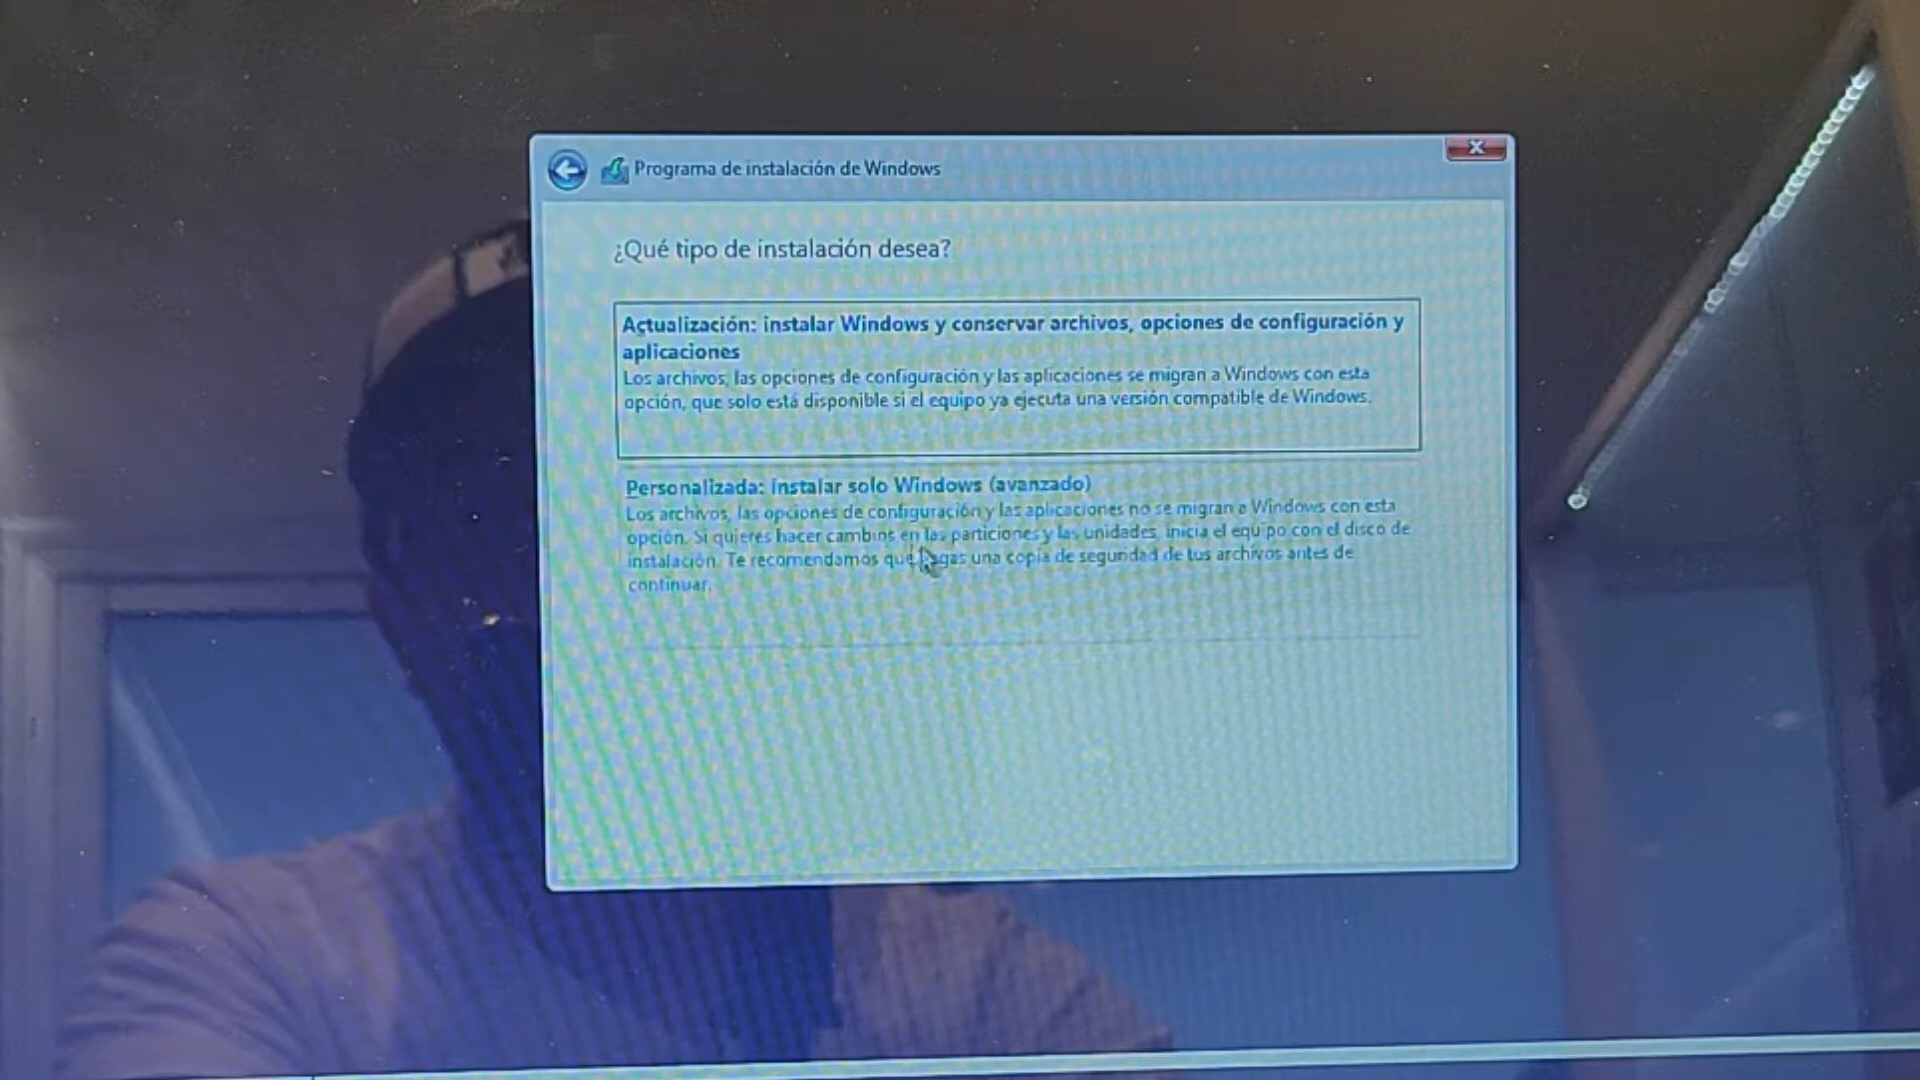 Programa de instalación de Windows
¿Qué tipo de instalación desea?
Actualización: instalar Windows y conservar archivos, opciones de configuración y
aplicaciones
Los archivos, las opciones de configuración y las aplicaciones se migran a Windows con esta
opción, que solo está disponible si el equipo ya ejecuta una versión compatible de Windows.
Personalizada: instalar solo Windows (avanzado)
Los archivos, las opciones de configuración y las aplicaciones no se migran a Windows con esta
opción. Si quieres hacer cambios en las particiones y las unidades, inicia el equipo con el disco de
instalación. Te recomendamos que hagas una copia de seguridad de tus archivos antes de
continuar.